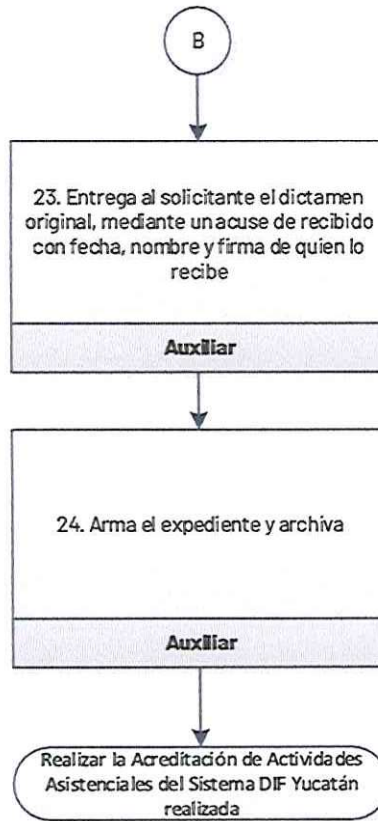 B
23. Entrega al solicitante el dictamen
original, mediante un acuse de recibido
con fecha, nombre y firma de quien lo
recibe
Auxiliar
24. Arma el expediente y archiva
Auxiliar
Realizar la Acreditación de Actividades
Asistenciales del Sistema DIF Yucatán
realizada